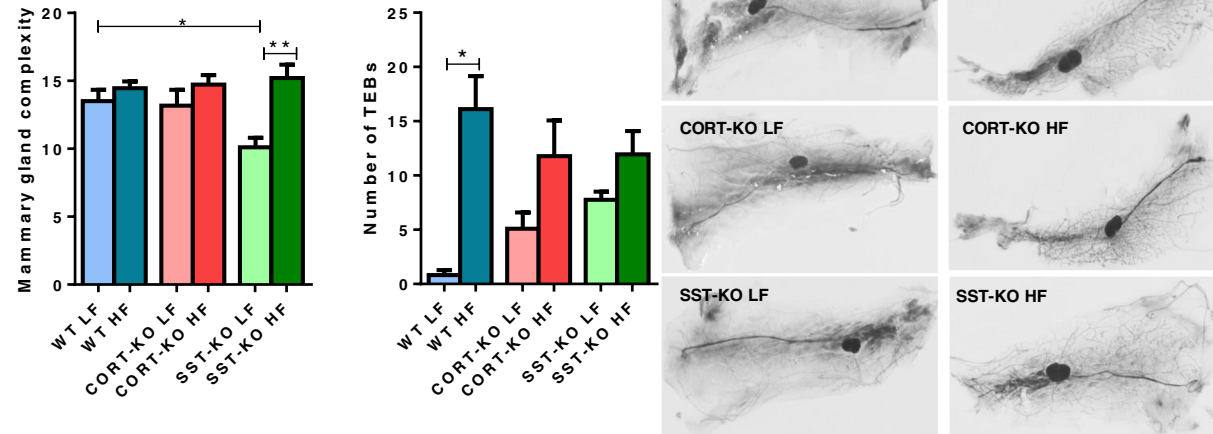 Mammary gland complexity
20
15
10
5
0
*
**
WT LF
WT HF
CORT-KO LF
CORT-KO HF
SST-KO LF
SST-KO HF
Number of TEBs
25
20
15
10
5
0
*
WT LF
WT HF
CORT-KO LF
CORT-KO HF
SST-KO LF
SST-KO HF
CORT-KO LF
CORT-KO HF
SST-KO LF
SST-KO HF